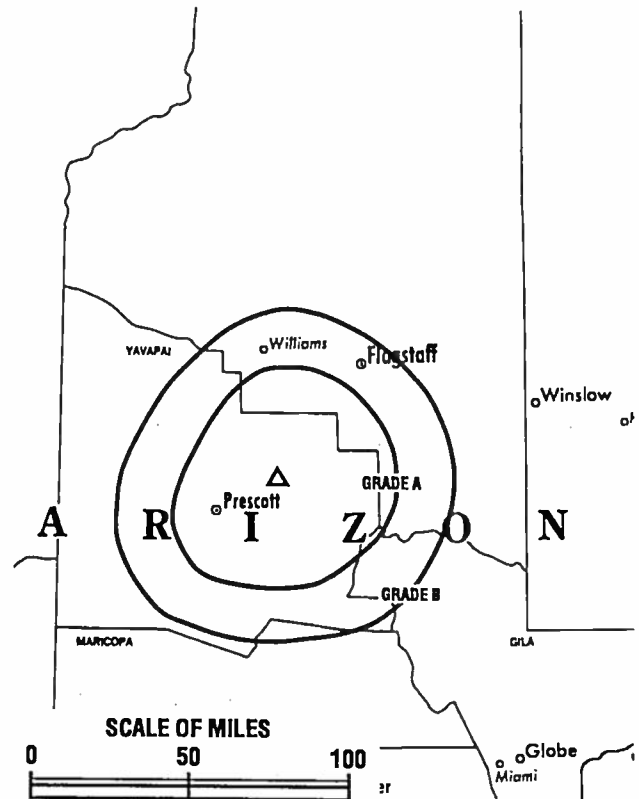 YAVAPAI
Williams
Flagstaff
Winslow
GRADE A
Prescott
A R I Z O N
GRADE B
MARICOPA
GILA
SCALE OF MILES
0 50 100
Globe
Miami